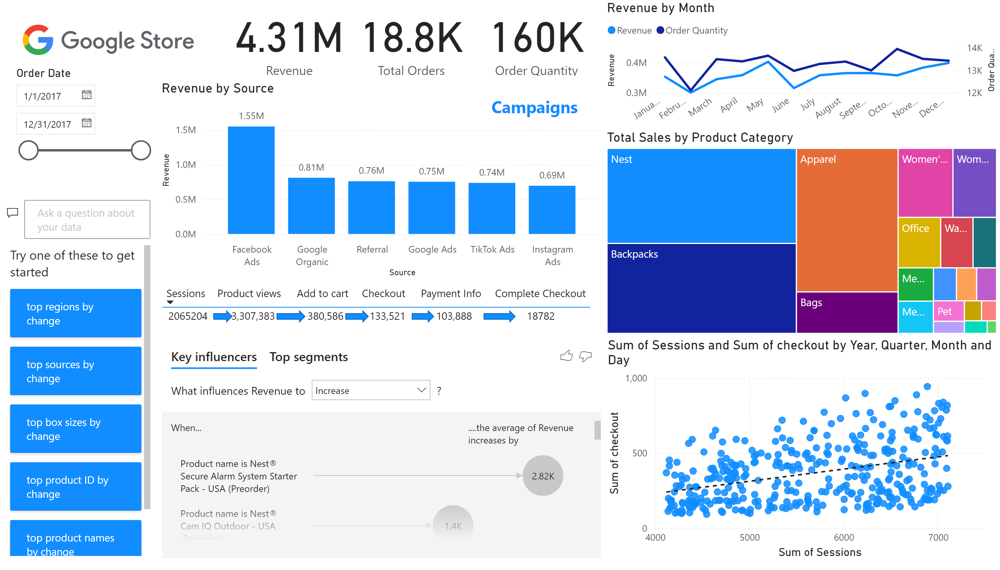 Google Store
4.31M
Revenue
18.8K
Total Orders
160K
Order Quantity
Order Date
1/1/2017
12/31/2017
Ask a question about
your data
Try one of these to get
started
top regions by
change
top sources by
change
top box sizes by
change
top product ID by
change
top product names
by change
Revenue by Source
Campaigns
Revenue
1.5M
1.0M
0.5M
0.0M
1.55M
0.81M
0.76M
0.75M
0.74M
0.69M
Facebook
Ads
Google
Organic
Referral
Google Ads
TikTok Ads
Instagram
Ads
Source
Sessions Product views Add to cart Checkout Payment Info Complete Checkout
2065204 3,307,383 380,586 133,521 103,888 18782
Key influencers Top segments
What influences Revenue to Increase ?
When...
....the average of Revenue
increases by
Product name is Nest®
Secure Alarm System Starter
Pack - USA (Preorder)
2.82K
Product name is Nest®
Cam IQ Outdoor - USA
(Preorder)
1.4K
Revenue by Month
Revenue Order Quantity
Revenue
0.4M
0.3M
14K
13K
12K
Order Qua...
Janua...
Febru...
March
April
May
June
July
August
Septe...
Octo...
Nove...
Dece...
Total Sales by Product Category
Nest
Backpacks
Apparel
Bags
Women'...
Wom...
Office
Wa...
Me...
Me...
Pet
Sum of Sessions and Sum of checkout by Year, Quarter, Month and
Day
Sum of checkout
1,000
500
0
4000
5000
6000
7000
Sum of Sessions